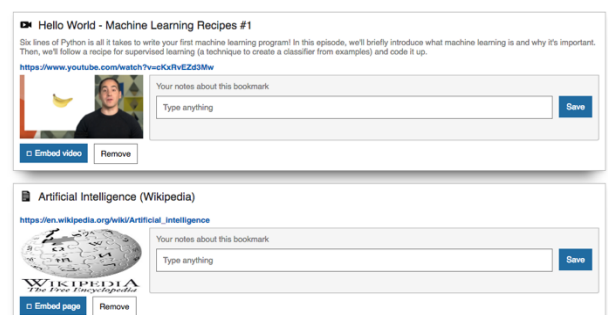 Hello World - Machine Learning Recipes #1
Six lines of Python is all it takes to write your first machine learning program! In this episode, we'll briefly introduce what machine learning is and why it's important.
Then, we'll follow a recipe for supervised learning (a technique to create a classifier from examples) and code it up.
https://www.youtube.com/watch?v=cKxRvEZd3Mw
Your notes about this bookmark
Type anything
Save
Embed video
Remove
Artificial Intelligence (Wikipedia)
https://en.wikipedia.org/wiki/Artificial_intelligence
Your notes about this bookmark
Type anything
Save
WIKIPEDIA
The Free Encyclopedia
Embed page
Remove